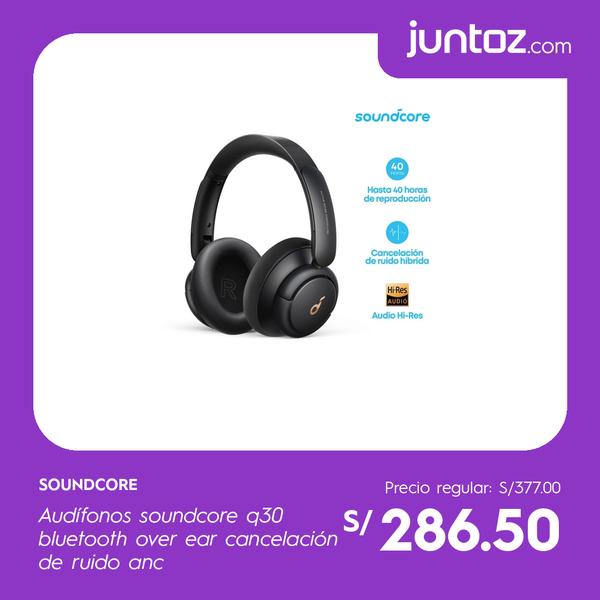 juntoz.com
soundcore
40
HORAS
Hasta 40 horas
de reproducción
Cancelación
de ruido híbrida
Hi-Res
AUDIO
Audio Hi-Res
R
SOUNDCORE
Precio regular: S/377.00
Audífonos soundcore q30
bluetooth over ear cancelación
de ruido anc
S/ 286.50